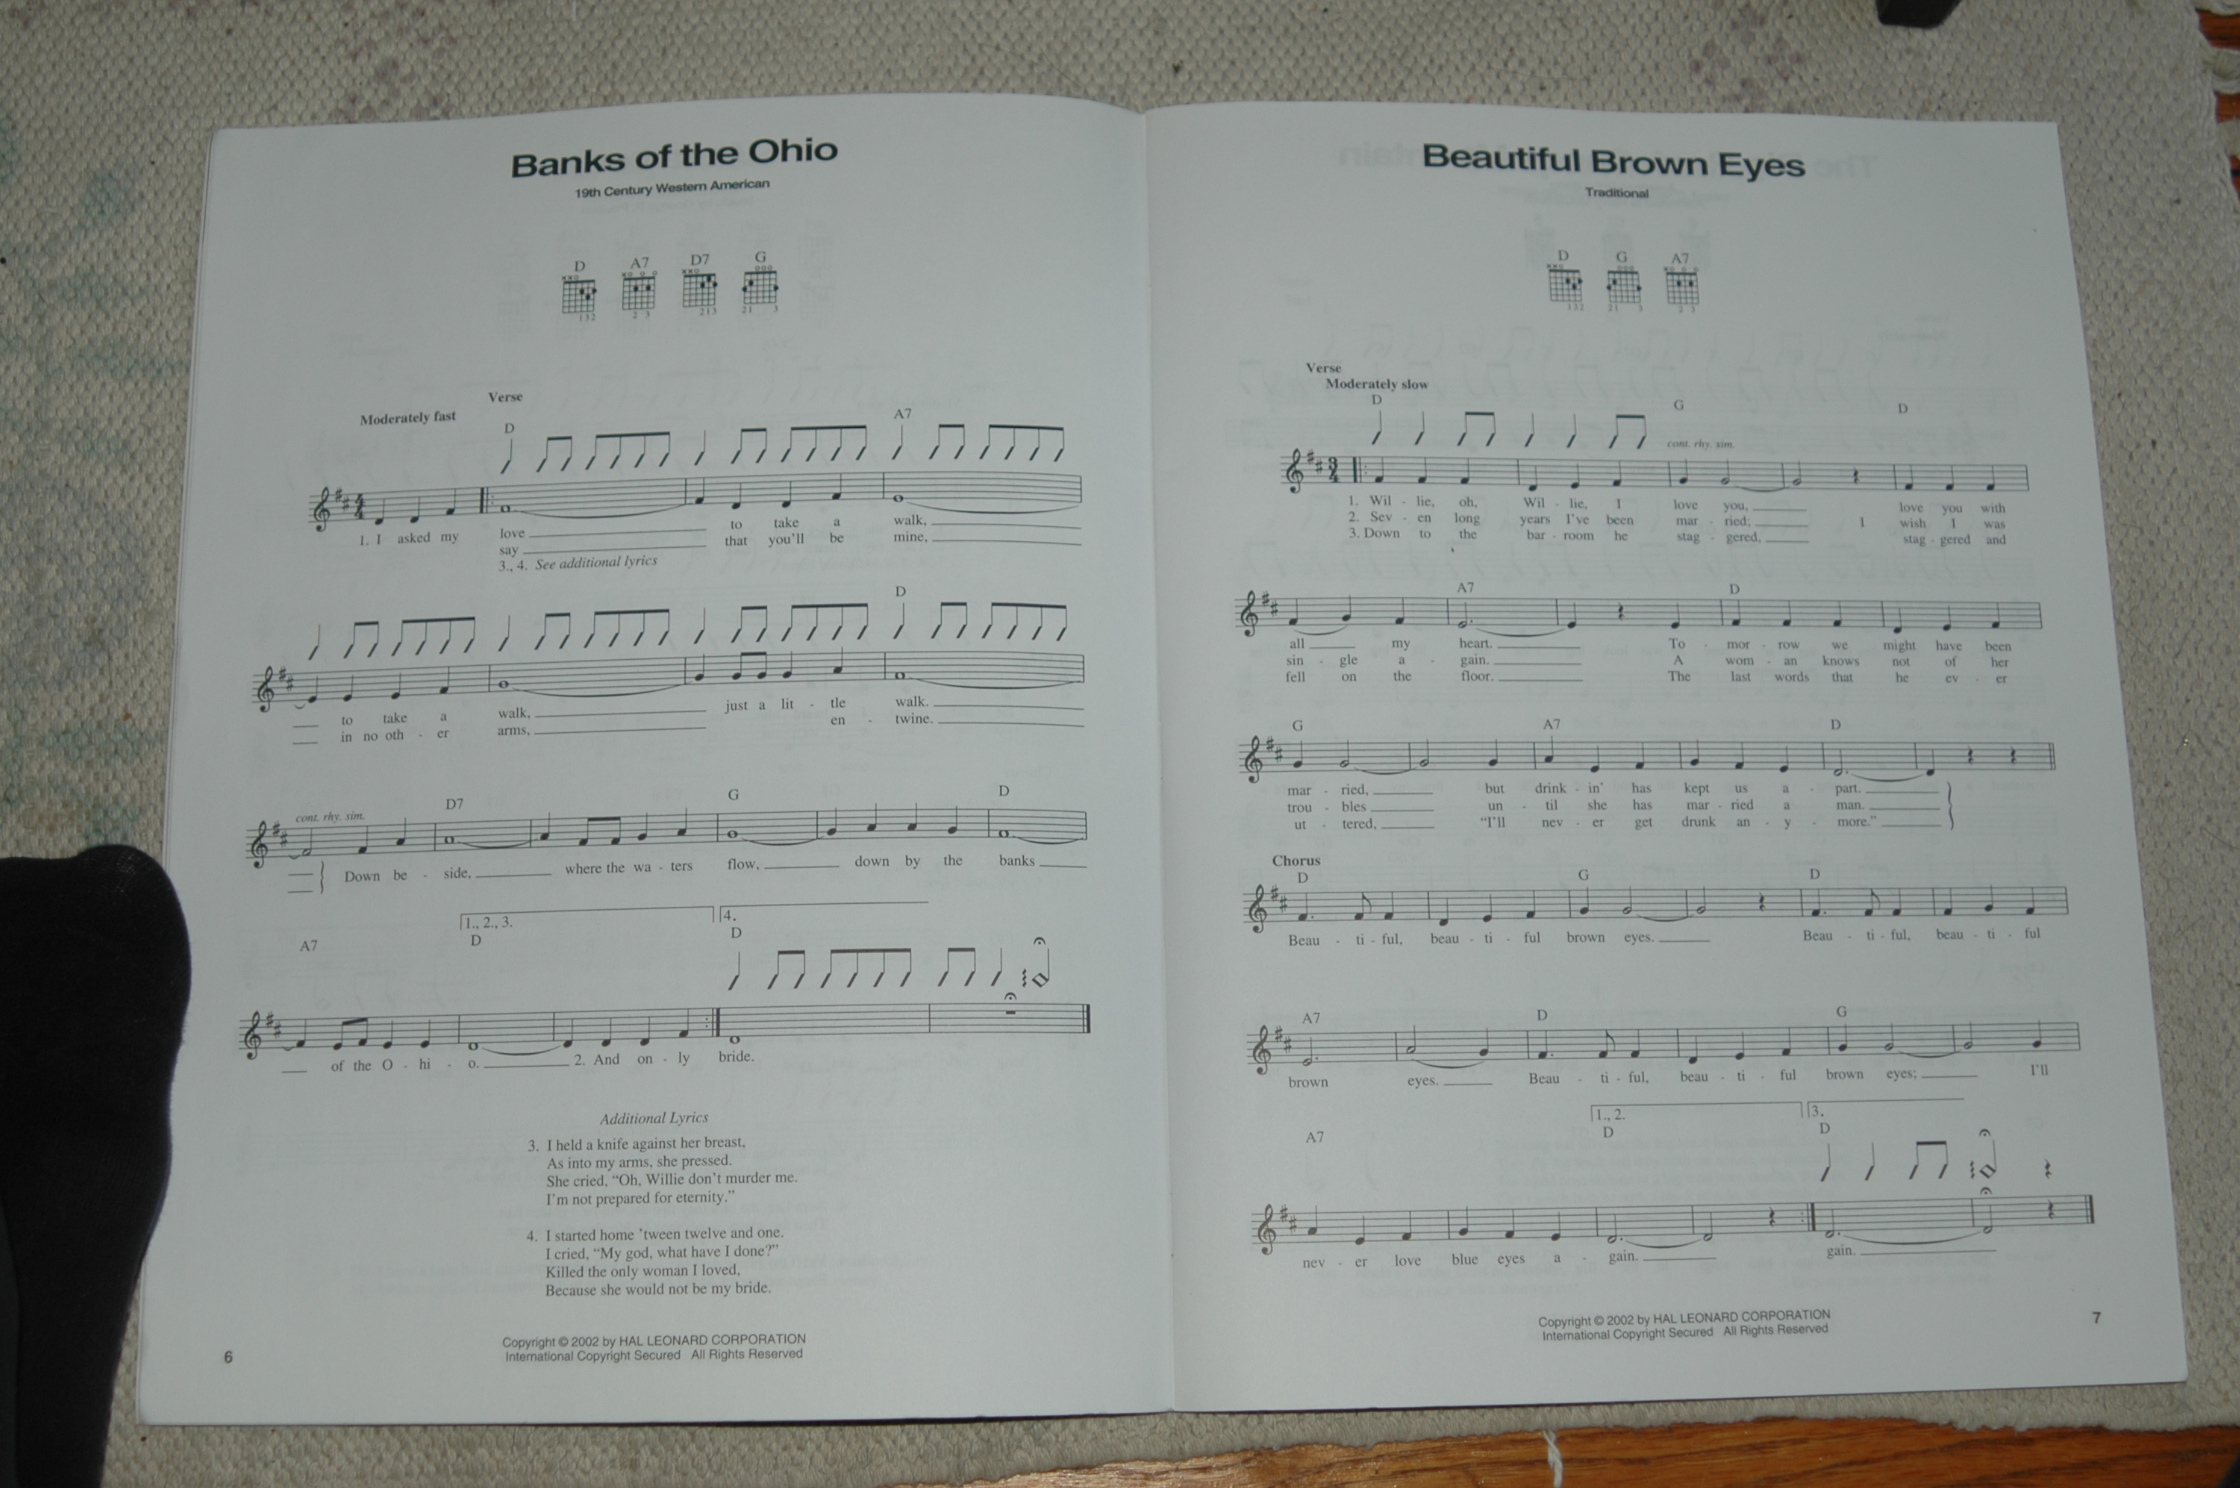 Banks of the Ohio
19th Century Western American
D A7 D7 G
132 2 3 213 21 3
Verse
Moderately fast
D A7
1. I asked my love to take a walk,
say that you'll be mine,
3., 4. See additional lyrics
D
to take a walk, just a lit - tle walk.
in no oth - er arms, en - twine.
cont. rhy. sim. D7 G D
Down be - side, where the wa - ters flow, down by the banks
1., 2., 3. 4.
A7 D D
of the O - hi - o. 2. And on - ly bride.
Additional Lyrics
3. I held a knife against her breast,
As into my arms, she pressed.
She cried, "Oh, Willie don't murder me.
I'm not prepared for eternity."
4. I started home 'tween twelve and one.
I cried, "My god, what have I done?"
Killed the only woman I loved,
Because she would not be my bride.
Copyright © 2002 by HAL LEONARD CORPORATION
International Copyright Secured All Rights Reserved
6
Beautiful Brown Eyes
Traditional
D G A7
132 21 3 2 3
Verse
Moderately slow
D G D
cont. rhy. sim.
3/4
1. Wil - lie, oh, Wil - lie, I love you, love you with
2. Sev - en long years I've been mar - ried; I wish I was
3. Down to the bar - room he stag - gered, stag - gered and
A7 D
all my heart. To - mor - row we might have been
sin - gle a - gain. A wom - an knows not of her
fell on the floor. The last words that he ev - er
G A7 D
mar - ried, but drink - in' has kept us a - part.
trou - bles un - til she has mar - ried a man.
ut - tered, "I'll nev - er get drunk an - y - more."
Chorus
D G D
Beau - ti - ful, beau - ti - ful brown eyes. Beau - ti - ful, beau - ti - ful
A7 D G
brown eyes. Beau - ti - ful, beau - ti - ful brown eyes; I'll
1., 2. 3.
A7 D D
nev - er love blue eyes a - gain. gain.
Copyright © 2002 by HAL LEONARD CORPORATION
International Copyright Secured All Rights Reserved
7